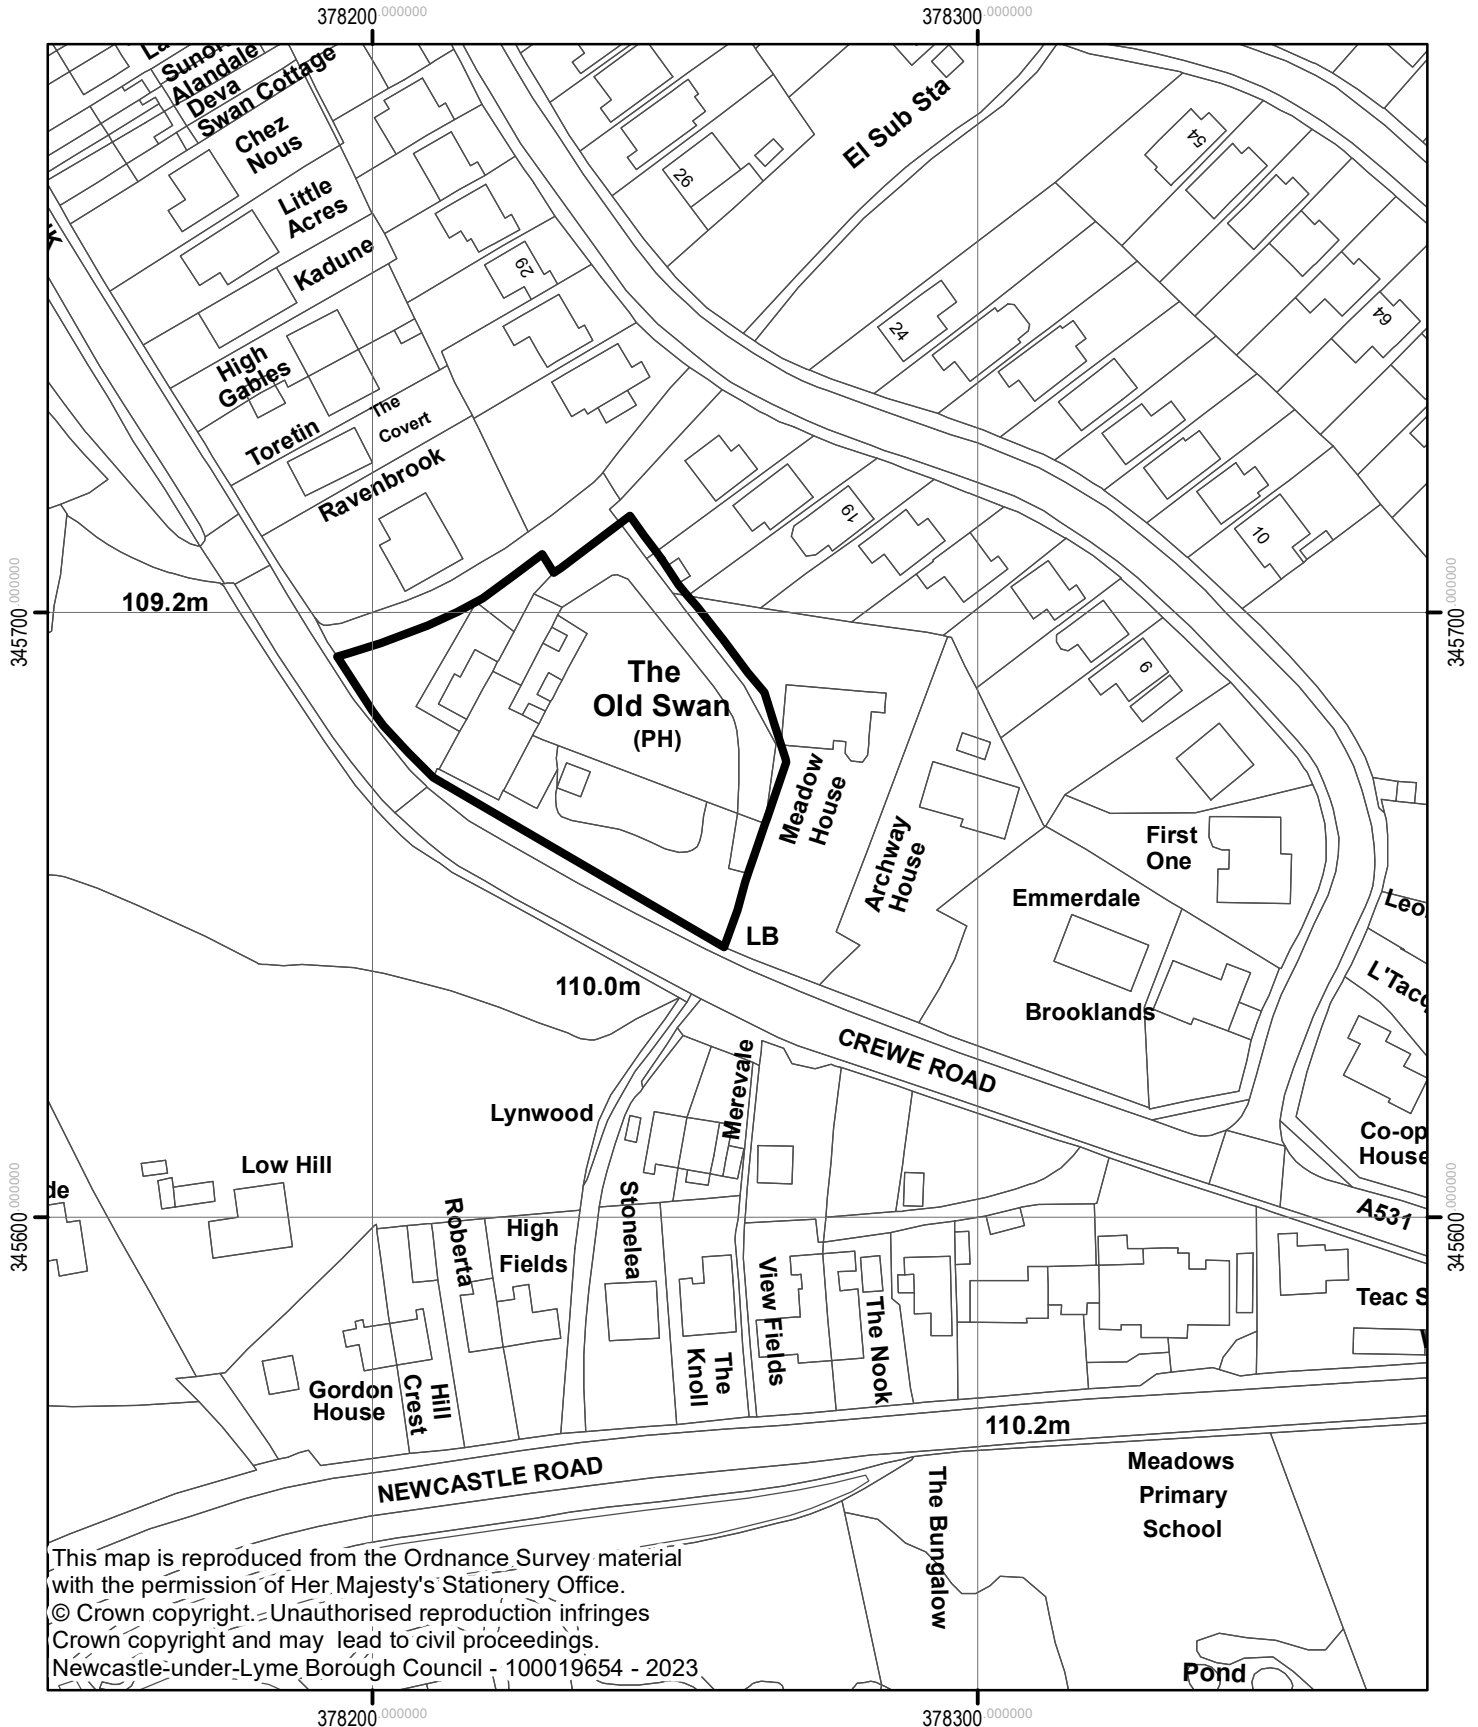 378200.000000
378300.000000
Sunor
Alandale
Deva
Swan Cottage
Chez
Nous
El Sub Sta
54
26
Little
Acres
Kadune
29
64
24
High
Gables
The
Covert
Toretin
Ravenbrook
19
10
345700.000000
345700.000000
109.2m
The
Old Swan
(PH)
9
Meadow
House
Archway
House
First
One
Emmerdale
Leo
LB
110.0m
L'Tac
Brooklands
CREWE ROAD
Merevale
Lynwood
Co-op
House
Low Hill
de
Stonelea
Roberta
High
Fields
A531
345600.000000
345600.000000
View Fields
The Nook
Teac S
The
Knoll
Gordon
House
Hill
Crest
110.2m
NEWCASTLE ROAD
Meadows
Primary
School
The Bungalow
Pond
This map is reproduced from the Ordnance Survey material
with the permission of Her Majesty's Stationery Office.
© Crown copyright. Unauthorised reproduction infringes
Crown copyright and may lead to civil proceedings.
Newcastle-under-Lyme Borough Council - 100019654 - 2023
378200.000000
378300.000000